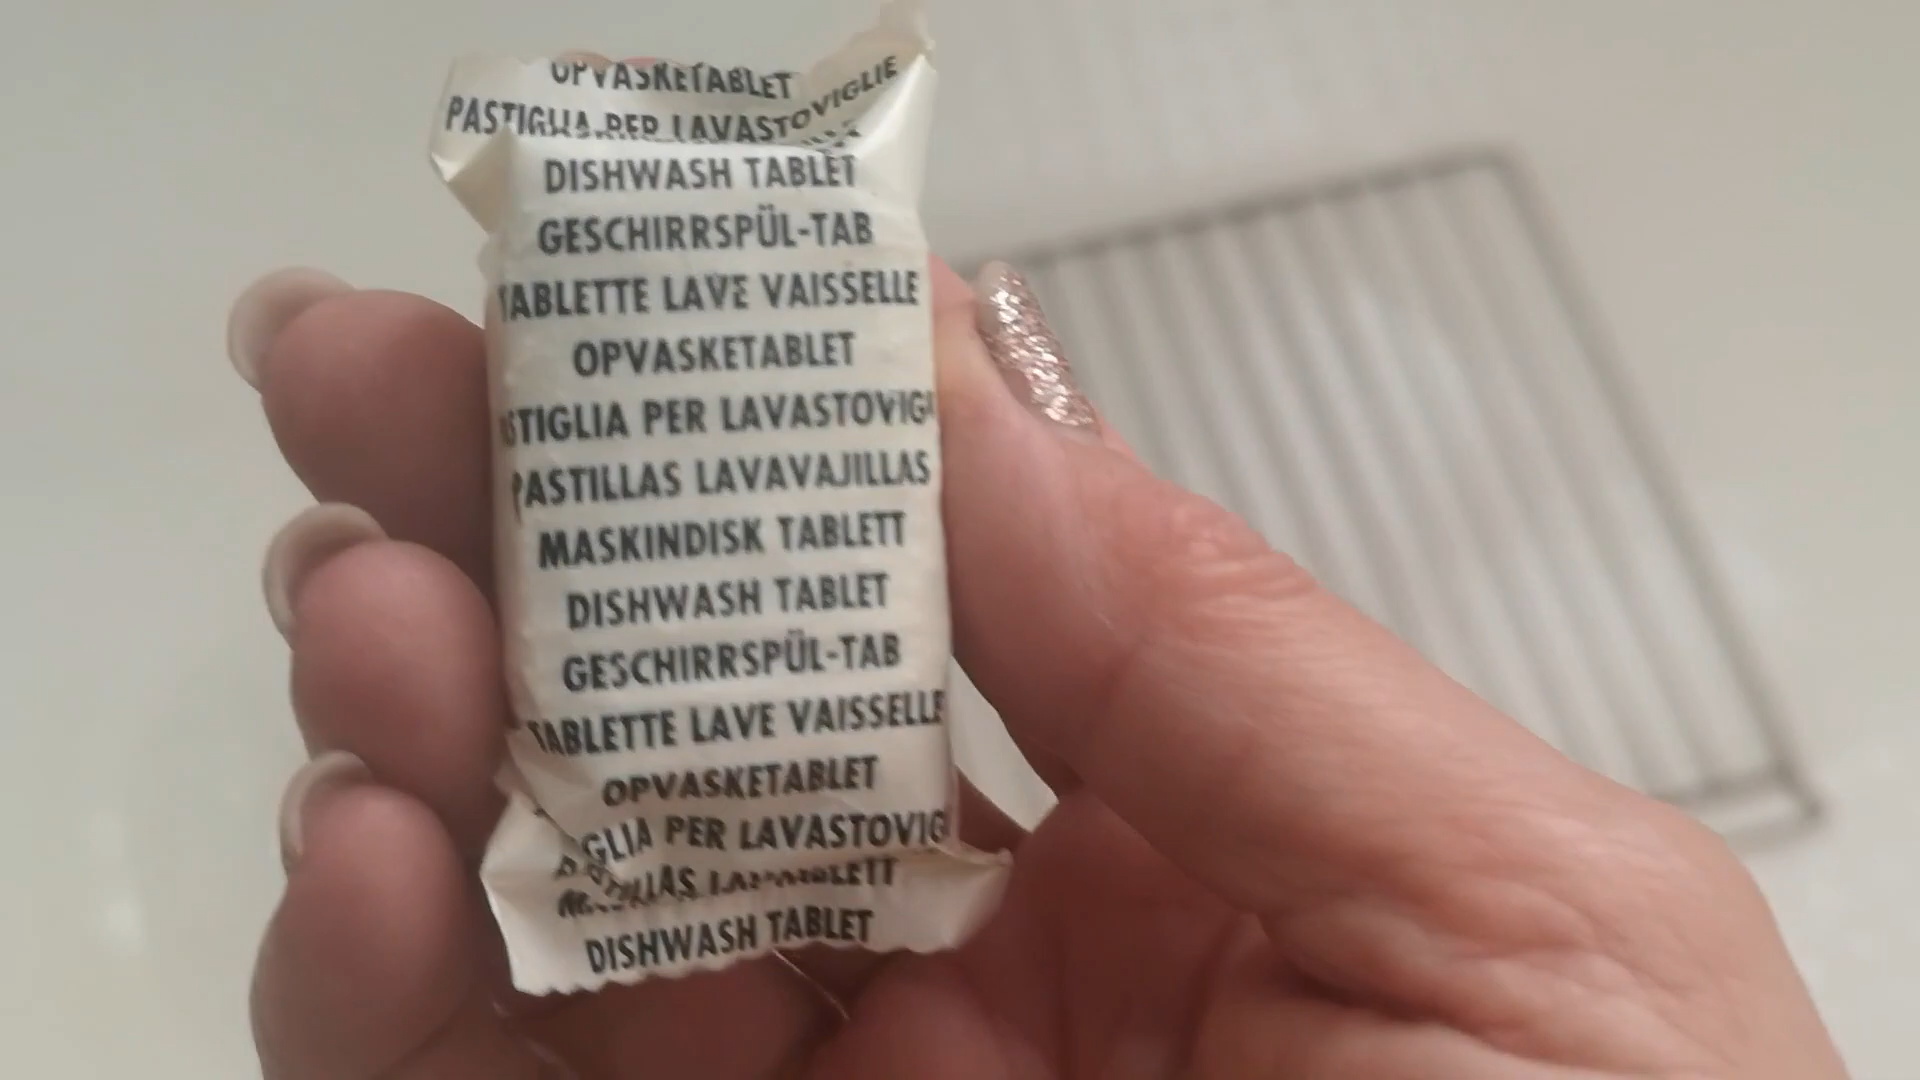 OPVASKETABLET
PASTIGLIA PER LAVASTOVIGLIE
DISHWASH TABLET
GESCHIRRSPÜL-TAB
TABLETTE LAVE VAISSELLE
OPVASKETABLET
STIGLIA PER LAVASTOVIG
PASTILLAS LAVAVAJILLAS
MASKINDISK TABLETT
DISHWASH TABLET
GESCHIRRSPÜL-TAB
TABLETTE LAVE VAISSELLE
OPVASKETABLET
GLIA PER LAVASTOVIG
DISHWASH TABLET